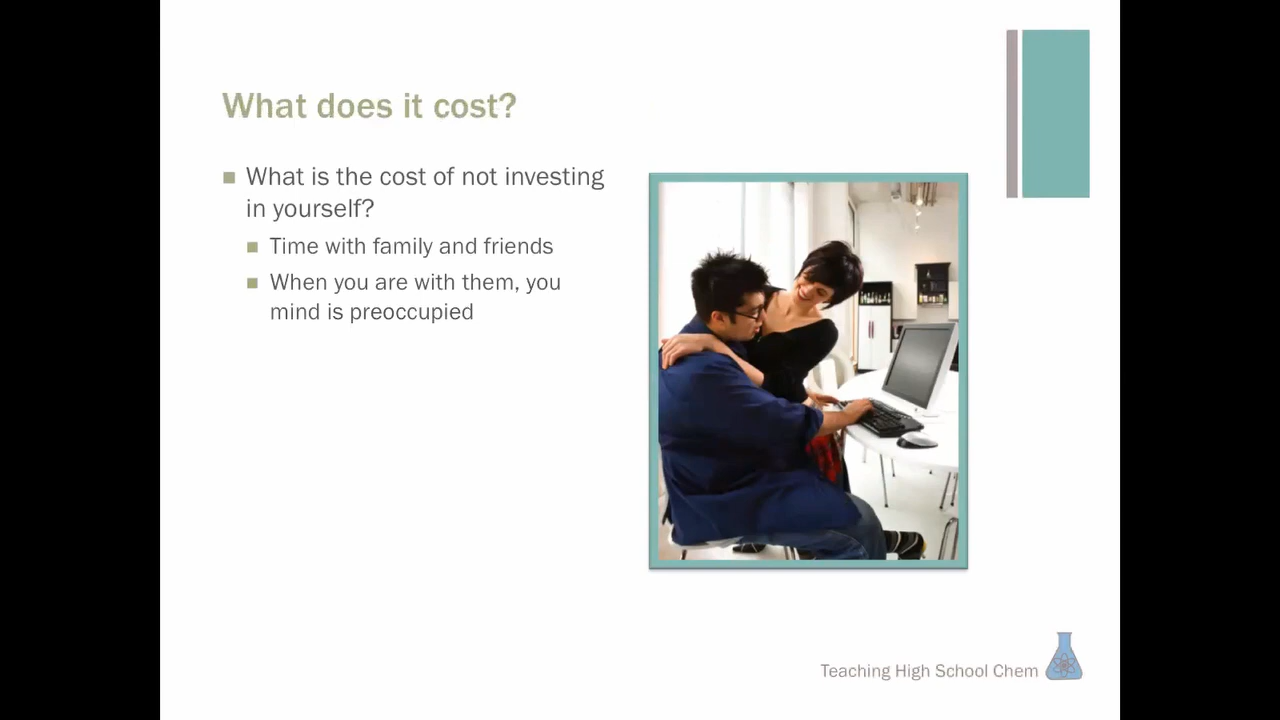 What does it cost?
What is the cost of not investing
in yourself?
Time with family and friends
When you are with them, you
mind is preoccupied
Teaching High School Chem